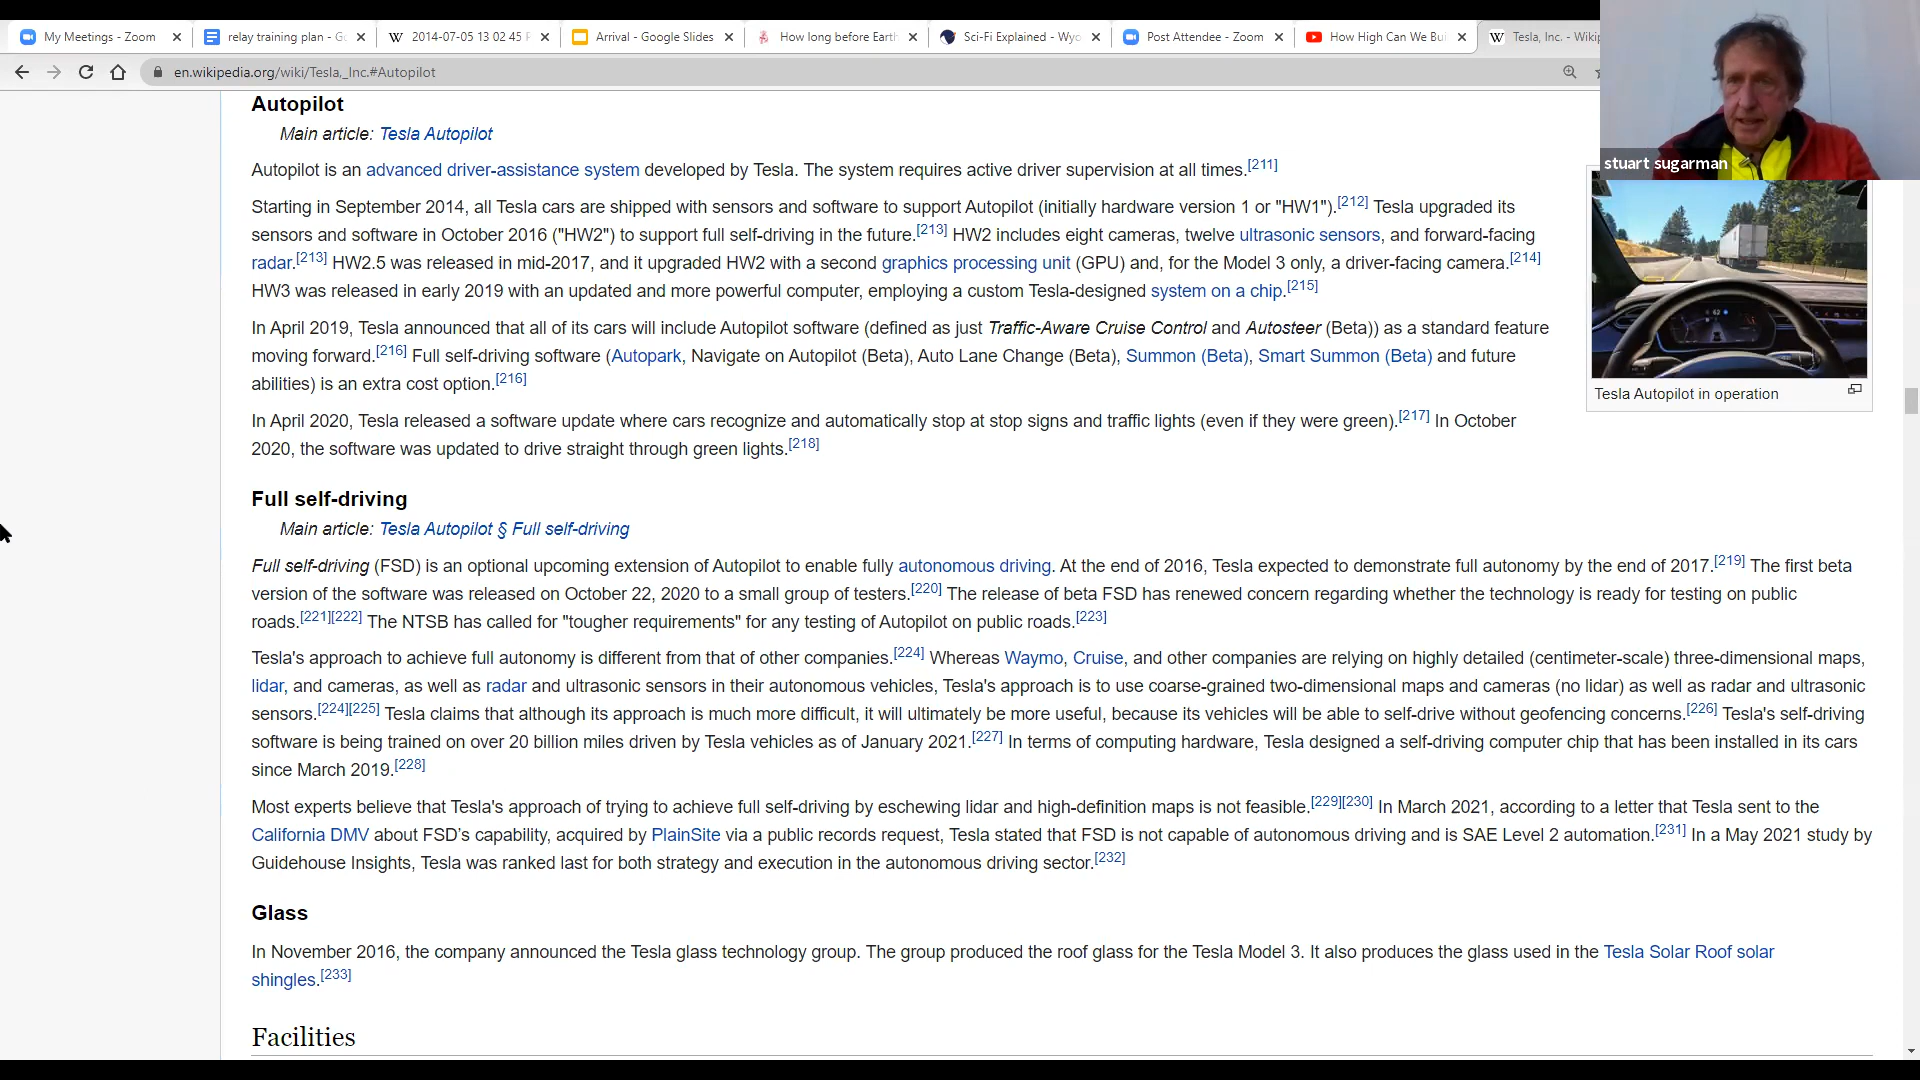 My Meetings - Zoom
relay training plan - Go
2014-07-05 13 02 45
Arrival - Google Slides
How long before Earth
Sci-Fi Explained - Wyo
Post Attendee - Zoom
How High Can We Bui
Tesla, Inc. - Wikip
en.wikipedia.org/wiki/Tesla,_Inc.#Autopilot
stuart sugarman
Autopilot
Main article: Tesla Autopilot
Autopilot is an advanced driver-assistance system developed by Tesla. The system requires active driver supervision at all times.[211]
Starting in September 2014, all Tesla cars are shipped with sensors and software to support Autopilot (initially hardware version 1 or "HW1").[212] Tesla upgraded its
sensors and software in October 2016 ("HW2") to support full self-driving in the future.[213] HW2 includes eight cameras, twelve ultrasonic sensors, and forward-facing
radar.[213] HW2.5 was released in mid-2017, and it upgraded HW2 with a second graphics processing unit (GPU) and, for the Model 3 only, a driver-facing camera.[214]
HW3 was released in early 2019 with an updated and more powerful computer, employing a custom Tesla-designed system on a chip.[215]
In April 2019, Tesla announced that all of its cars will include Autopilot software (defined as just Traffic-Aware Cruise Control and Autosteer (Beta)) as a standard feature
moving forward.[216] Full self-driving software (Autopark, Navigate on Autopilot (Beta), Auto Lane Change (Beta), Summon (Beta), Smart Summon (Beta) and future
abilities) is an extra cost option.[216]
Tesla Autopilot in operation
In April 2020, Tesla released a software update where cars recognize and automatically stop at stop signs and traffic lights (even if they were green).[217] In October
2020, the software was updated to drive straight through green lights.[218]
Full self-driving
Main article: Tesla Autopilot § Full self-driving
Full self-driving (FSD) is an optional upcoming extension of Autopilot to enable fully autonomous driving. At the end of 2016, Tesla expected to demonstrate full autonomy by the end of 2017.[219] The first beta
version of the software was released on October 22, 2020 to a small group of testers.[220] The release of beta FSD has renewed concern regarding whether the technology is ready for testing on public
roads.[221][222] The NTSB has called for "tougher requirements" for any testing of Autopilot on public roads.[223]
Tesla's approach to achieve full autonomy is different from that of other companies.[224] Whereas Waymo, Cruise, and other companies are relying on highly detailed (centimeter-scale) three-dimensional maps,
lidar, and cameras, as well as radar and ultrasonic sensors in their autonomous vehicles, Tesla's approach is to use coarse-grained two-dimensional maps and cameras (no lidar) as well as radar and ultrasonic
sensors.[224][225] Tesla claims that although its approach is much more difficult, it will ultimately be more useful, because its vehicles will be able to self-drive without geofencing concerns.[226] Tesla's self-driving
software is being trained on over 20 billion miles driven by Tesla vehicles as of January 2021.[227] In terms of computing hardware, Tesla designed a self-driving computer chip that has been installed in its cars
since March 2019.[228]
Most experts believe that Tesla's approach of trying to achieve full self-driving by eschewing lidar and high-definition maps is not feasible.[229][230] In March 2021, according to a letter that Tesla sent to the
California DMV about FSD's capability, acquired by PlainSite via a public records request, Tesla stated that FSD is not capable of autonomous driving and is SAE Level 2 automation.[231] In a May 2021 study by
Guidehouse Insights, Tesla was ranked last for both strategy and execution in the autonomous driving sector.[232]
Glass
In November 2016, the company announced the Tesla glass technology group. The group produced the roof glass for the Tesla Model 3. It also produces the glass used in the Tesla Solar Roof solar
shingles.[233]
Facilities